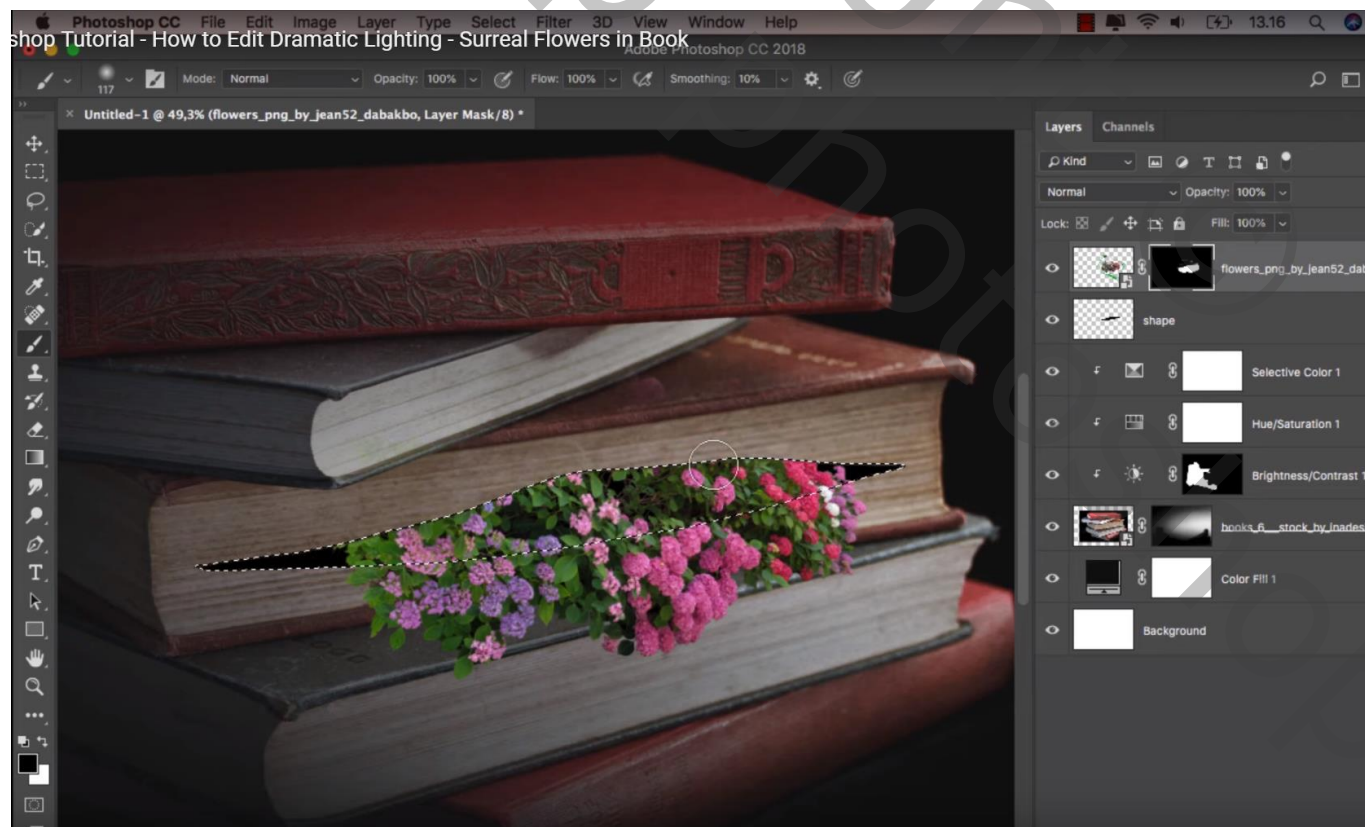 Photoshop CC File Edit Image Layer Type Select Filter 3D View Window Help 13.16
shop Tutorial - How to Edit Dramatic Lighting - Surreal Flowers in Book
Adobe Photoshop CC 2018
117 Mode: Normal Opacity: 100% Flow: 100% Smoothing: 10%
× Untitled-1 @ 49,3% (flowers_png_by_jean52_dabakbo, Layer Mask/8) *
Layers Channels
Kind
Normal Opacity: 100%
Lock: Fill: 100%
flowers_png_by_jean52_dab
shape
Selective Color 1
Hue/Saturation 1
Brightness/Contrast 1
books_6__stock_by_inades
Color Fill 1
Background